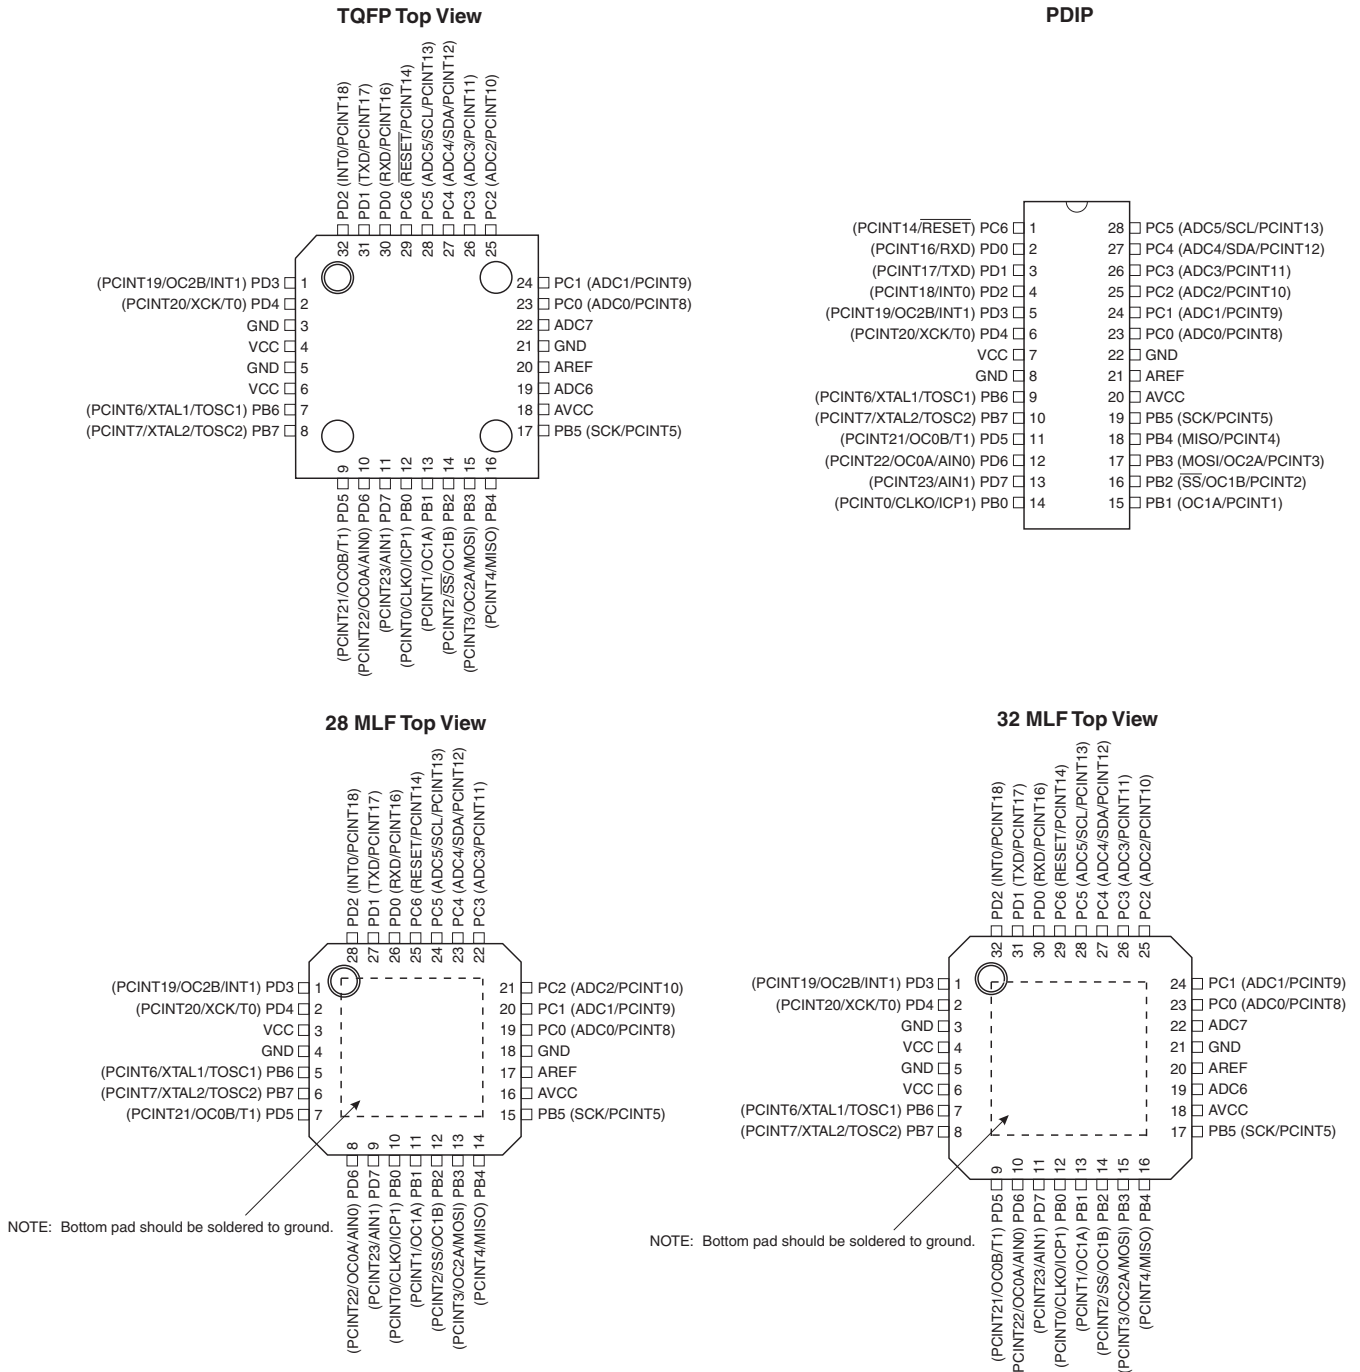 TQFP Top View
32 PD2 (INT0/PCINT18)
31 PD1 (TXD/PCINT17)
30 PD0 (RXD/PCINT16)
29 PC6 (RESET/PCINT14)
28 PC5 (ADC5/SCL/PCINT13)
27 PC4 (ADC4/SDA/PCINT12)
26 PC3 (ADC3/PCINT11)
25 PC2 (ADC2/PCINT10)
(PCINT19/OC2B/INT1) PD3 1
(PCINT20/XCK/T0) PD4 2
GND 3
VCC 4
GND 5
VCC 6
(PCINT6/XTAL1/TOSC1) PB6 7
(PCINT7/XTAL2/TOSC2) PB7 8
24 PC1 (ADC1/PCINT9)
23 PC0 (ADC0/PCINT8)
22 ADC7
21 GND
20 AREF
19 ADC6
18 AVCC
17 PB5 (SCK/PCINT5)
(PCINT21/OC0B/T1) PD5 9
(PCINT22/OC0A/AIN0) PD6 10
(PCINT23/AIN1) PD7 11
(PCINT0/CLKO/ICP1) PB0 12
(PCINT1/OC1A) PB1 13
(PCINT2/SS/OC1B) PB2 14
(PCINT3/OC2A/MOSI) PB3 15
(PCINT4/MISO) PB4 16
PDIP
(PCINT14/RESET) PC6 1
(PCINT16/RXD) PD0 2
(PCINT17/TXD) PD1 3
(PCINT18/INT0) PD2 4
(PCINT19/OC2B/INT1) PD3 5
(PCINT20/XCK/T0) PD4 6
VCC 7
GND 8
(PCINT6/XTAL1/TOSC1) PB6 9
(PCINT7/XTAL2/TOSC2) PB7 10
(PCINT21/OC0B/T1) PD5 11
(PCINT22/OC0A/AIN0) PD6 12
(PCINT23/AIN1) PD7 13
(PCINT0/CLKO/ICP1) PB0 14
28 PC5 (ADC5/SCL/PCINT13)
27 PC4 (ADC4/SDA/PCINT12)
26 PC3 (ADC3/PCINT11)
25 PC2 (ADC2/PCINT10)
24 PC1 (ADC1/PCINT9)
23 PC0 (ADC0/PCINT8)
22 GND
21 AREF
20 AVCC
19 PB5 (SCK/PCINT5)
18 PB4 (MISO/PCINT4)
17 PB3 (MOSI/OC2A/PCINT3)
16 PB2 (SS/OC1B/PCINT2)
15 PB1 (OC1A/PCINT1)
28 MLF Top View
28 PD2 (INT0/PCINT18)
27 PD1 (TXD/PCINT17)
26 PD0 (RXD/PCINT16)
25 PC6 (RESET/PCINT14)
24 PC5 (ADC5/SCL/PCINT13)
23 PC4 (ADC4/SDA/PCINT12)
22 PC3 (ADC3/PCINT11)
(PCINT19/OC2B/INT1) PD3 1
(PCINT20/XCK/T0) PD4 2
VCC 3
GND 4
(PCINT6/XTAL1/TOSC1) PB6 5
(PCINT7/XTAL2/TOSC2) PB7 6
(PCINT21/OC0B/T1) PD5 7
21 PC2 (ADC2/PCINT10)
20 PC1 (ADC1/PCINT9)
19 PC0 (ADC0/PCINT8)
18 GND
17 AREF
16 AVCC
15 PB5 (SCK/PCINT5)
(PCINT22/OC0A/AIN0) PD6 8
(PCINT23/AIN1) PD7 9
(PCINT0/CLKO/ICP1) PB0 10
(PCINT1/OC1A) PB1 11
(PCINT2/SS/OC1B) PB2 12
(PCINT3/OC2A/MOSI) PB3 13
(PCINT4/MISO) PB4 14
NOTE: Bottom pad should be soldered to ground.
32 MLF Top View
32 PD2 (INT0/PCINT18)
31 PD1 (TXD/PCINT17)
30 PD0 (RXD/PCINT16)
29 PC6 (RESET/PCINT14)
28 PC5 (ADC5/SCL/PCINT13)
27 PC4 (ADC4/SDA/PCINT12)
26 PC3 (ADC3/PCINT11)
25 PC2 (ADC2/PCINT10)
(PCINT19/OC2B/INT1) PD3 1
(PCINT20/XCK/T0) PD4 2
GND 3
VCC 4
GND 5
VCC 6
(PCINT6/XTAL1/TOSC1) PB6 7
(PCINT7/XTAL2/TOSC2) PB7 8
24 PC1 (ADC1/PCINT9)
23 PC0 (ADC0/PCINT8)
22 ADC7
21 GND
20 AREF
19 ADC6
18 AVCC
17 PB5 (SCK/PCINT5)
(PCINT21/OC0B/T1) PD5 9
(PCINT22/OC0A/AIN0) PD6 10
(PCINT23/AIN1) PD7 11
(PCINT0/CLKO/ICP1) PB0 12
(PCINT1/OC1A) PB1 13
(PCINT2/SS/OC1B) PB2 14
(PCINT3/OC2A/MOSI) PB3 15
(PCINT4/MISO) PB4 16
NOTE: Bottom pad should be soldered to ground.